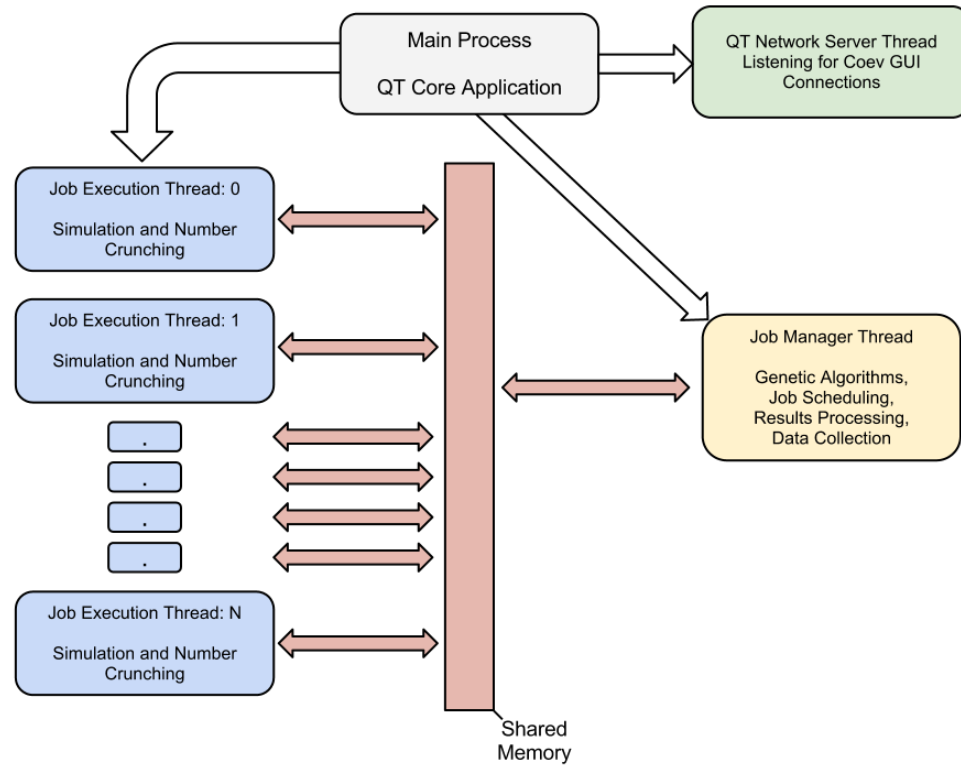 Main Process
QT Core Application
QT Network Server Thread
Listening for Coev GUI
Connections
Job Execution Thread: 0
Simulation and Number
Crunching
Job Execution Thread: 1
Simulation and Number
Crunching
.
.
.
.
Job Execution Thread: N
Simulation and Number
Crunching
Job Manager Thread
Genetic Algorithms,
Job Scheduling,
Results Processing,
Data Collection
Shared
Memory